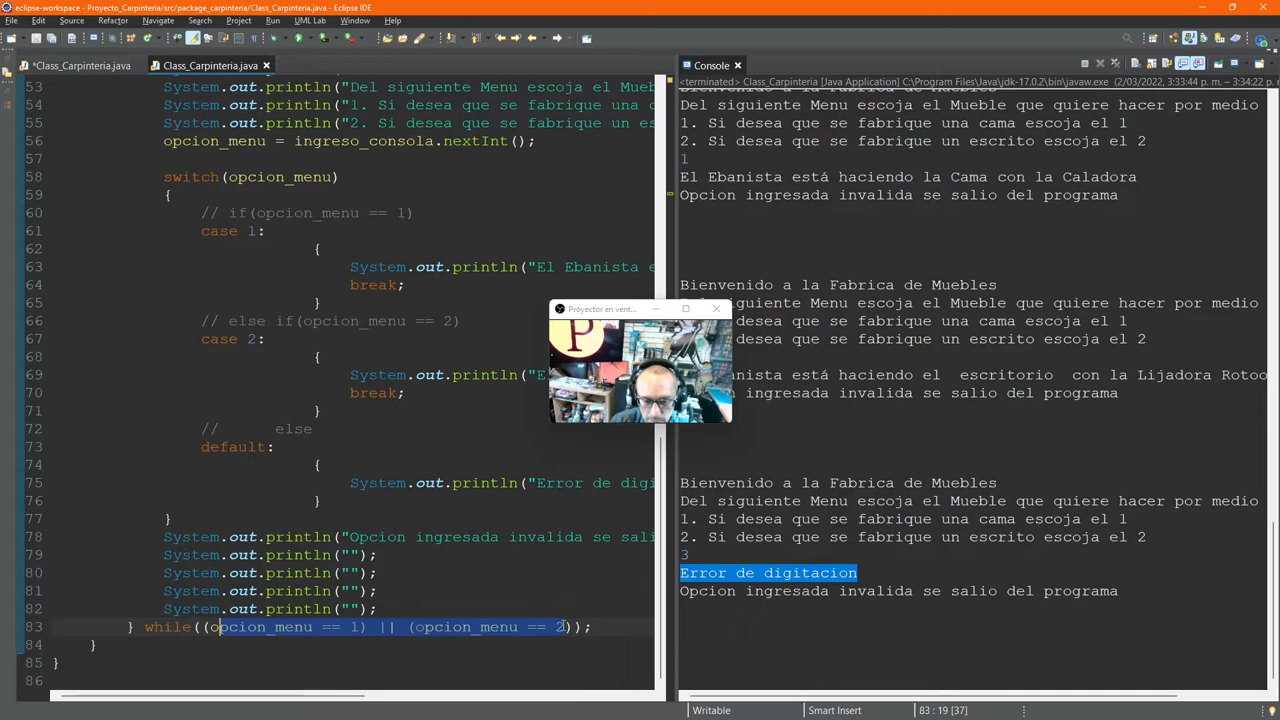 eclipse-workspace - Proyecto_Carpinteria/src/package_carpinteria/Class_Carpinteria.java - Eclipse IDE
File Edit Source Refactor Navigate Search Project Run UML Lab Window Help
*Class_Carpinteria.java
Class_Carpinteria.java
53 System.out.println("Del siguiente Menu escoja el Mueb
54 System.out.println("1. Si desea que se fabrique una c
55 System.out.println("2. Si desea que se fabrique un es
56 opcion_menu = ingreso_consola.nextInt();
57
58 switch(opcion_menu)
59 {
60 // if(opcion_menu == 1)
61 case 1:
62 {
63 System.out.println("El Ebanista e
64 break;
65 }
66 // else if(opcion_menu == 2)
67 case 2:
68 {
69 System.out.println("E
70 break;
71 }
72 // else
73 default:
74 {
75 System.out.println("Error de digi
76 }
77 }
78 System.out.println("Opcion ingresada invalida se sali
79 System.out.println("");
80 System.out.println("");
81 System.out.println("");
82 System.out.println("");
83 } while((opcion_menu == 1) || (opcion_menu == 2));
84 }
85 }
86
Proyector en vent...
P
Console
<terminated> Class_Carpinteria [Java Application] C:\Program Files\Java\jdk-17.0.2\bin\javaw.exe (2/03/2022, 3:33:44 p. m. – 3:34:22 p.
Bienvenido a la Fabrica de Muebles
Del siguiente Menu escoja el Mueble que quiere hacer por medio
1. Si desea que se fabrique una cama escoja el 1
2. Si desea que se fabrique un escrito escoja el 2
1
El Ebanista está haciendo la Cama con la Caladora
Opcion ingresada invalida se salio del programa
Bienvenido a la Fabrica de Muebles
siguiente Menu escoja el Mueble que quiere hacer por medio
desea que se fabrique una cama escoja el 1
desea que se fabrique un escrito escoja el 2
anista está haciendo el escritorio con la Lijadora Rotoo
n ingresada invalida se salio del programa
Bienvenido a la Fabrica de Muebles
Del siguiente Menu escoja el Mueble que quiere hacer por medio
1. Si desea que se fabrique una cama escoja el 1
2. Si desea que se fabrique un escrito escoja el 2
3
Error de digitacion
Opcion ingresada invalida se salio del programa
Writable
Smart Insert
83 : 19 [37]